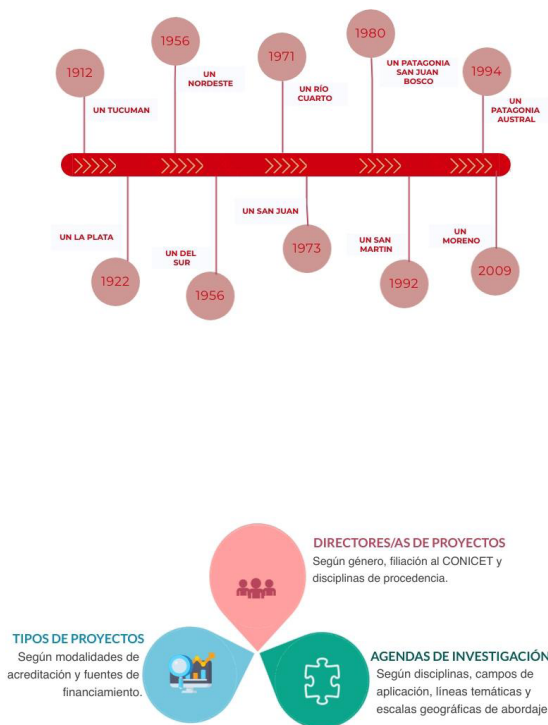 1912
UN TUCUMAN
1956
UN
NORDESTE
1971
UN RÍO
CUARTO
1980
UN PATAGONIA
SAN JUAN
BOSCO
1994
UN
PATAGONIA
AUSTRAL
UN LA PLATA
1922
UN DEL
SUR
1956
UN SAN JUAN
1973
UN SAN
MARTIN
1992
UN
MORENO
2009
DIRECTORES/AS DE PROYECTOS
Según género, filiación al CONICET y
disciplinas de procedencia.
TIPOS DE PROYECTOS
Según modalidades de
acreditación y fuentes de
financiamiento.
AGENDAS DE INVESTIGACIÓN
Según disciplinas, campos de
aplicación, líneas temáticas y
escalas geográficas de abordaje